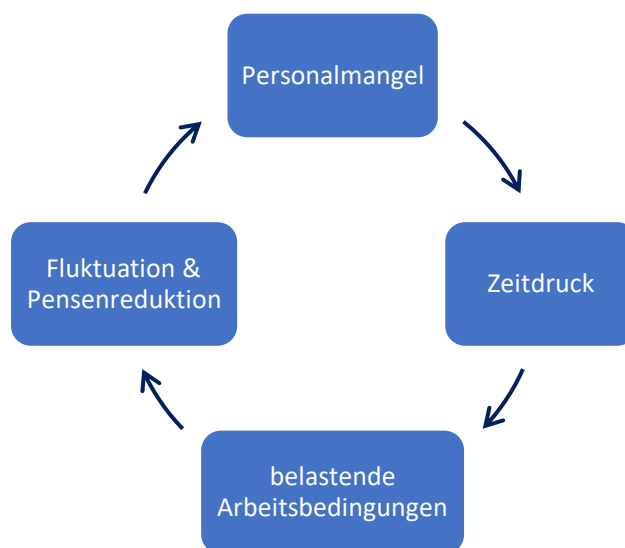 Personalmangel
Zeitdruck
belastende
Arbeitsbedingungen
Fluktuation &
Pensenreduktion